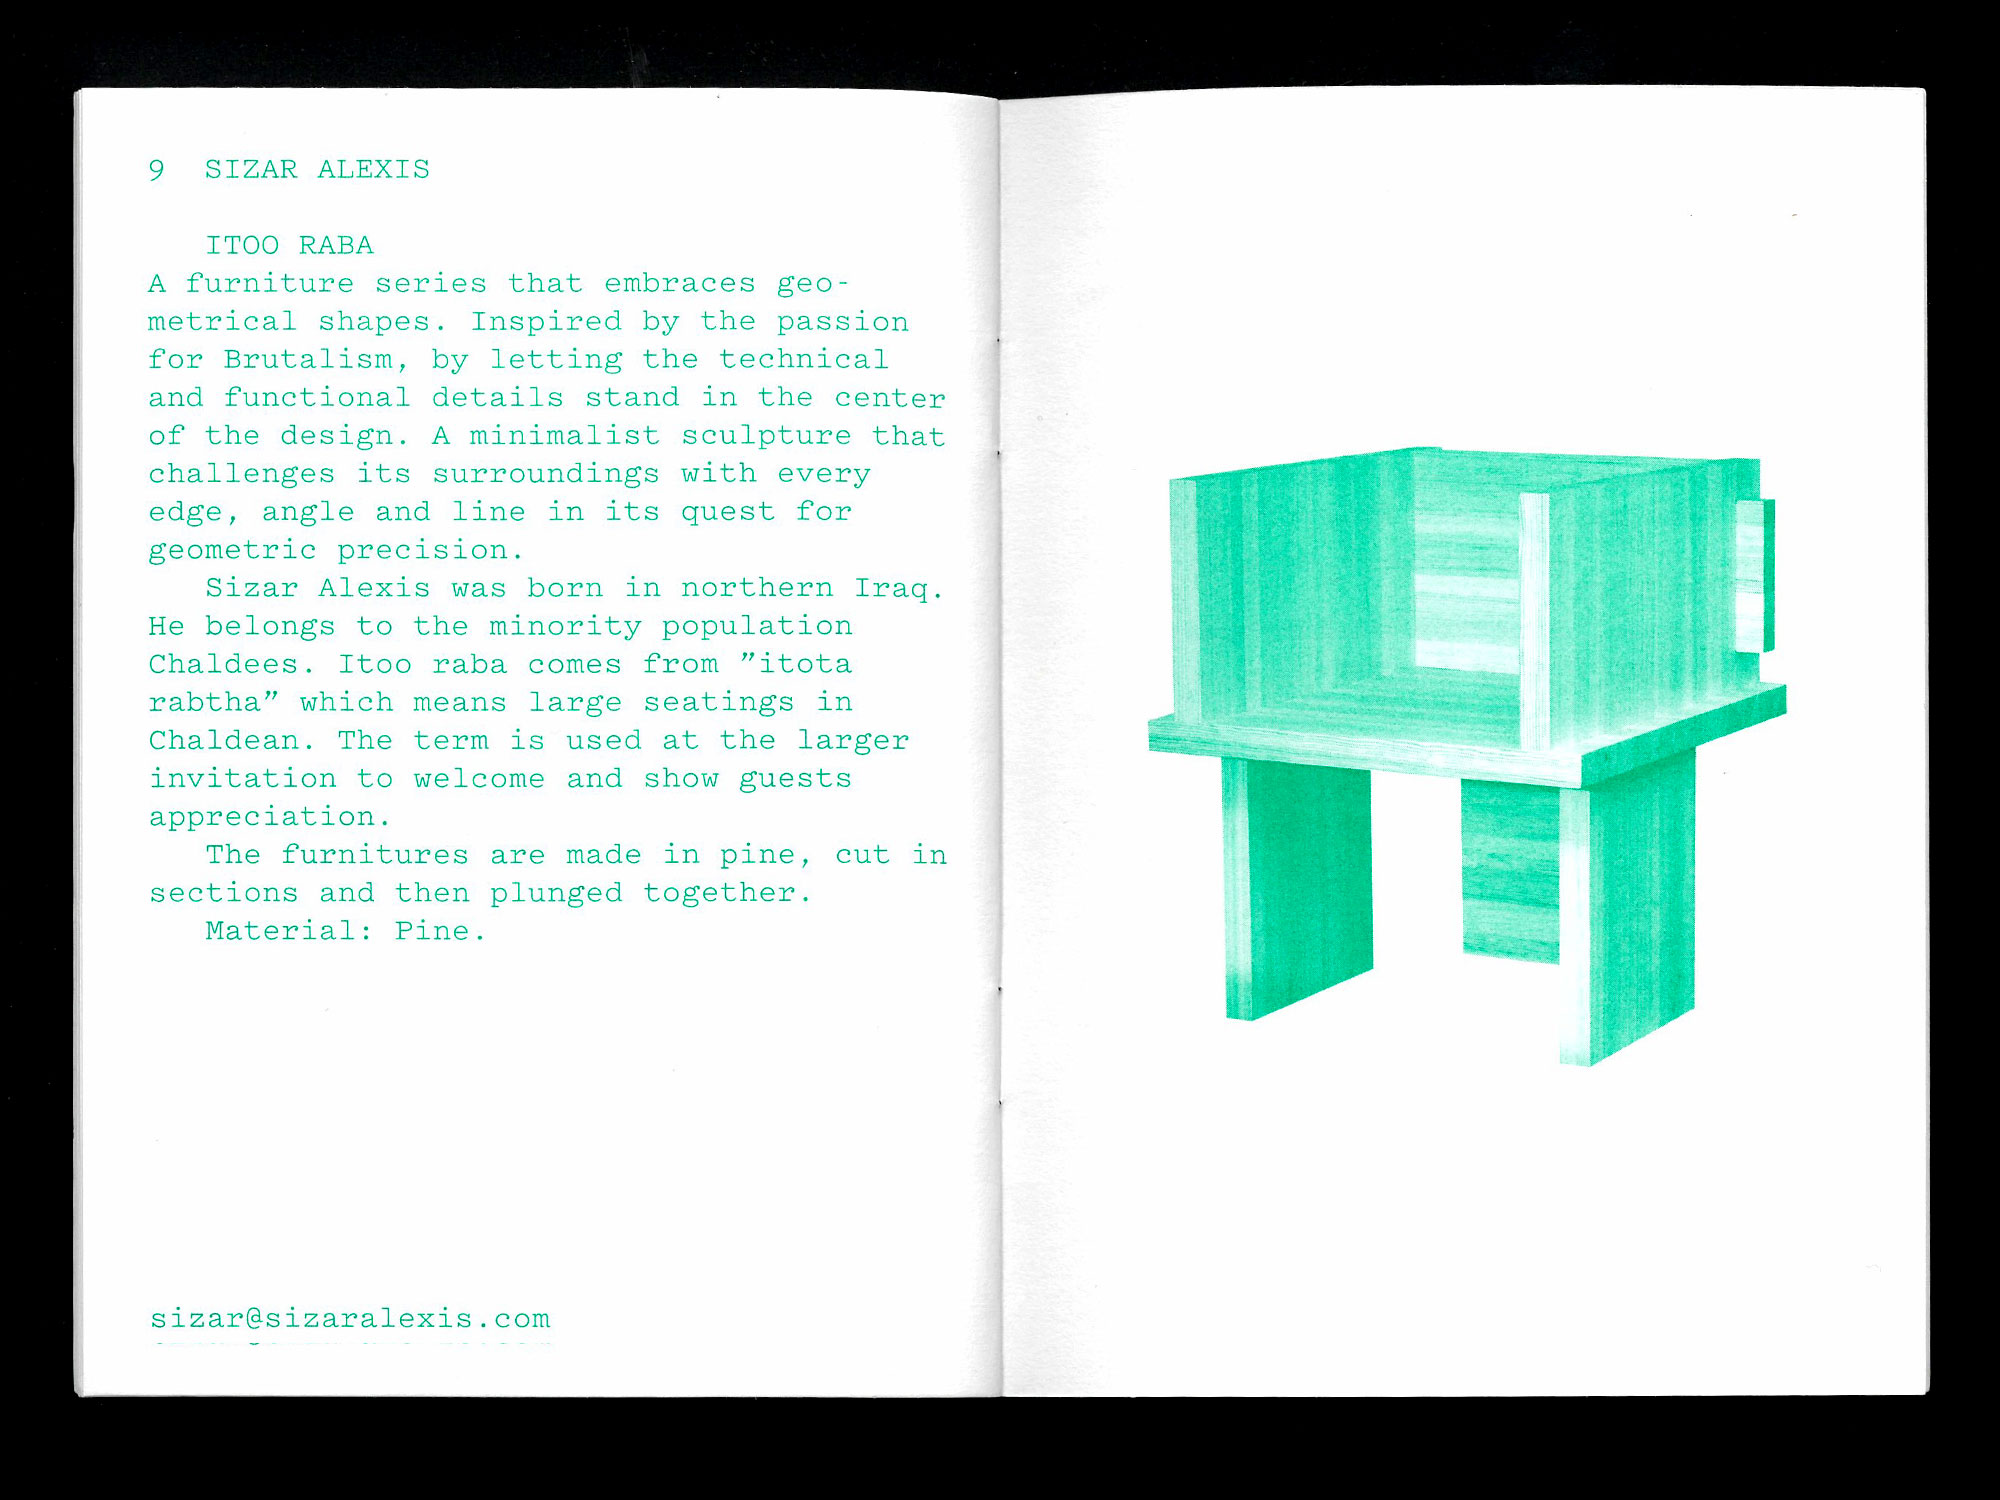 9 SIZAR ALEXIS
ITOO RABA
A furniture series that embraces geo-
metrical shapes. Inspired by the passion
for Brutalism, by letting the technical
and functional details stand in the center
of the design. A minimalist sculpture that
challenges its surroundings with every
edge, angle and line in its quest for
geometric precision.
Sizar Alexis was born in northern Iraq.
He belongs to the minority population
Chaldees. Itoo raba comes from ”itota
rabtha” which means large seatings in
Chaldean. The term is used at the larger
invitation to welcome and show guests
appreciation.
The furnitures are made in pine, cut in
sections and then plunged together.
Material: Pine.
sizar@sizaralexis.com